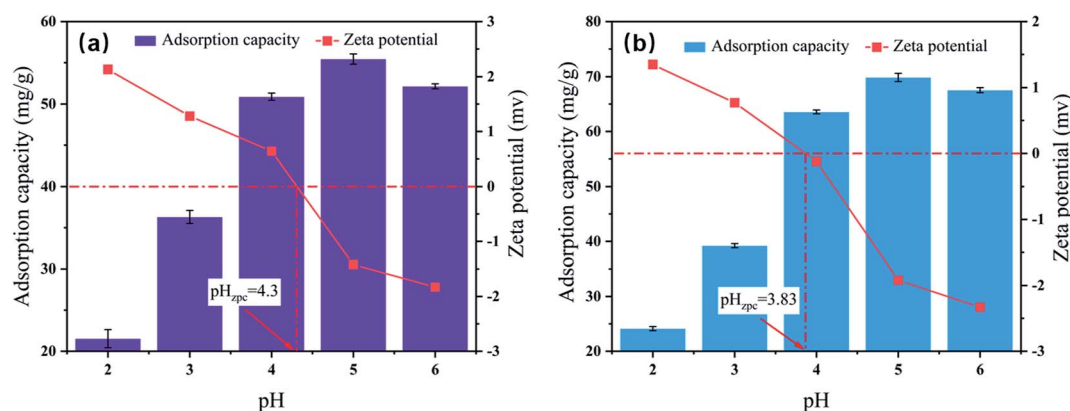 (a)
Adsorption capacity
Zeta potential
Adsorption capacity (mg/g)
60
50
40
30
20
3
2
1
0
-1
-2
-3
Zeta potential (mv)
pHzpc=4.3
2 3 4 5 6
pH
(b)
Adsorption capacity
Zeta potential
Adsorption capacity (mg/g)
80
70
60
50
40
30
20
2
1
0
-1
-2
-3
Zeta potential (mv)
pHzpc=3.83
2 3 4 5 6
pH